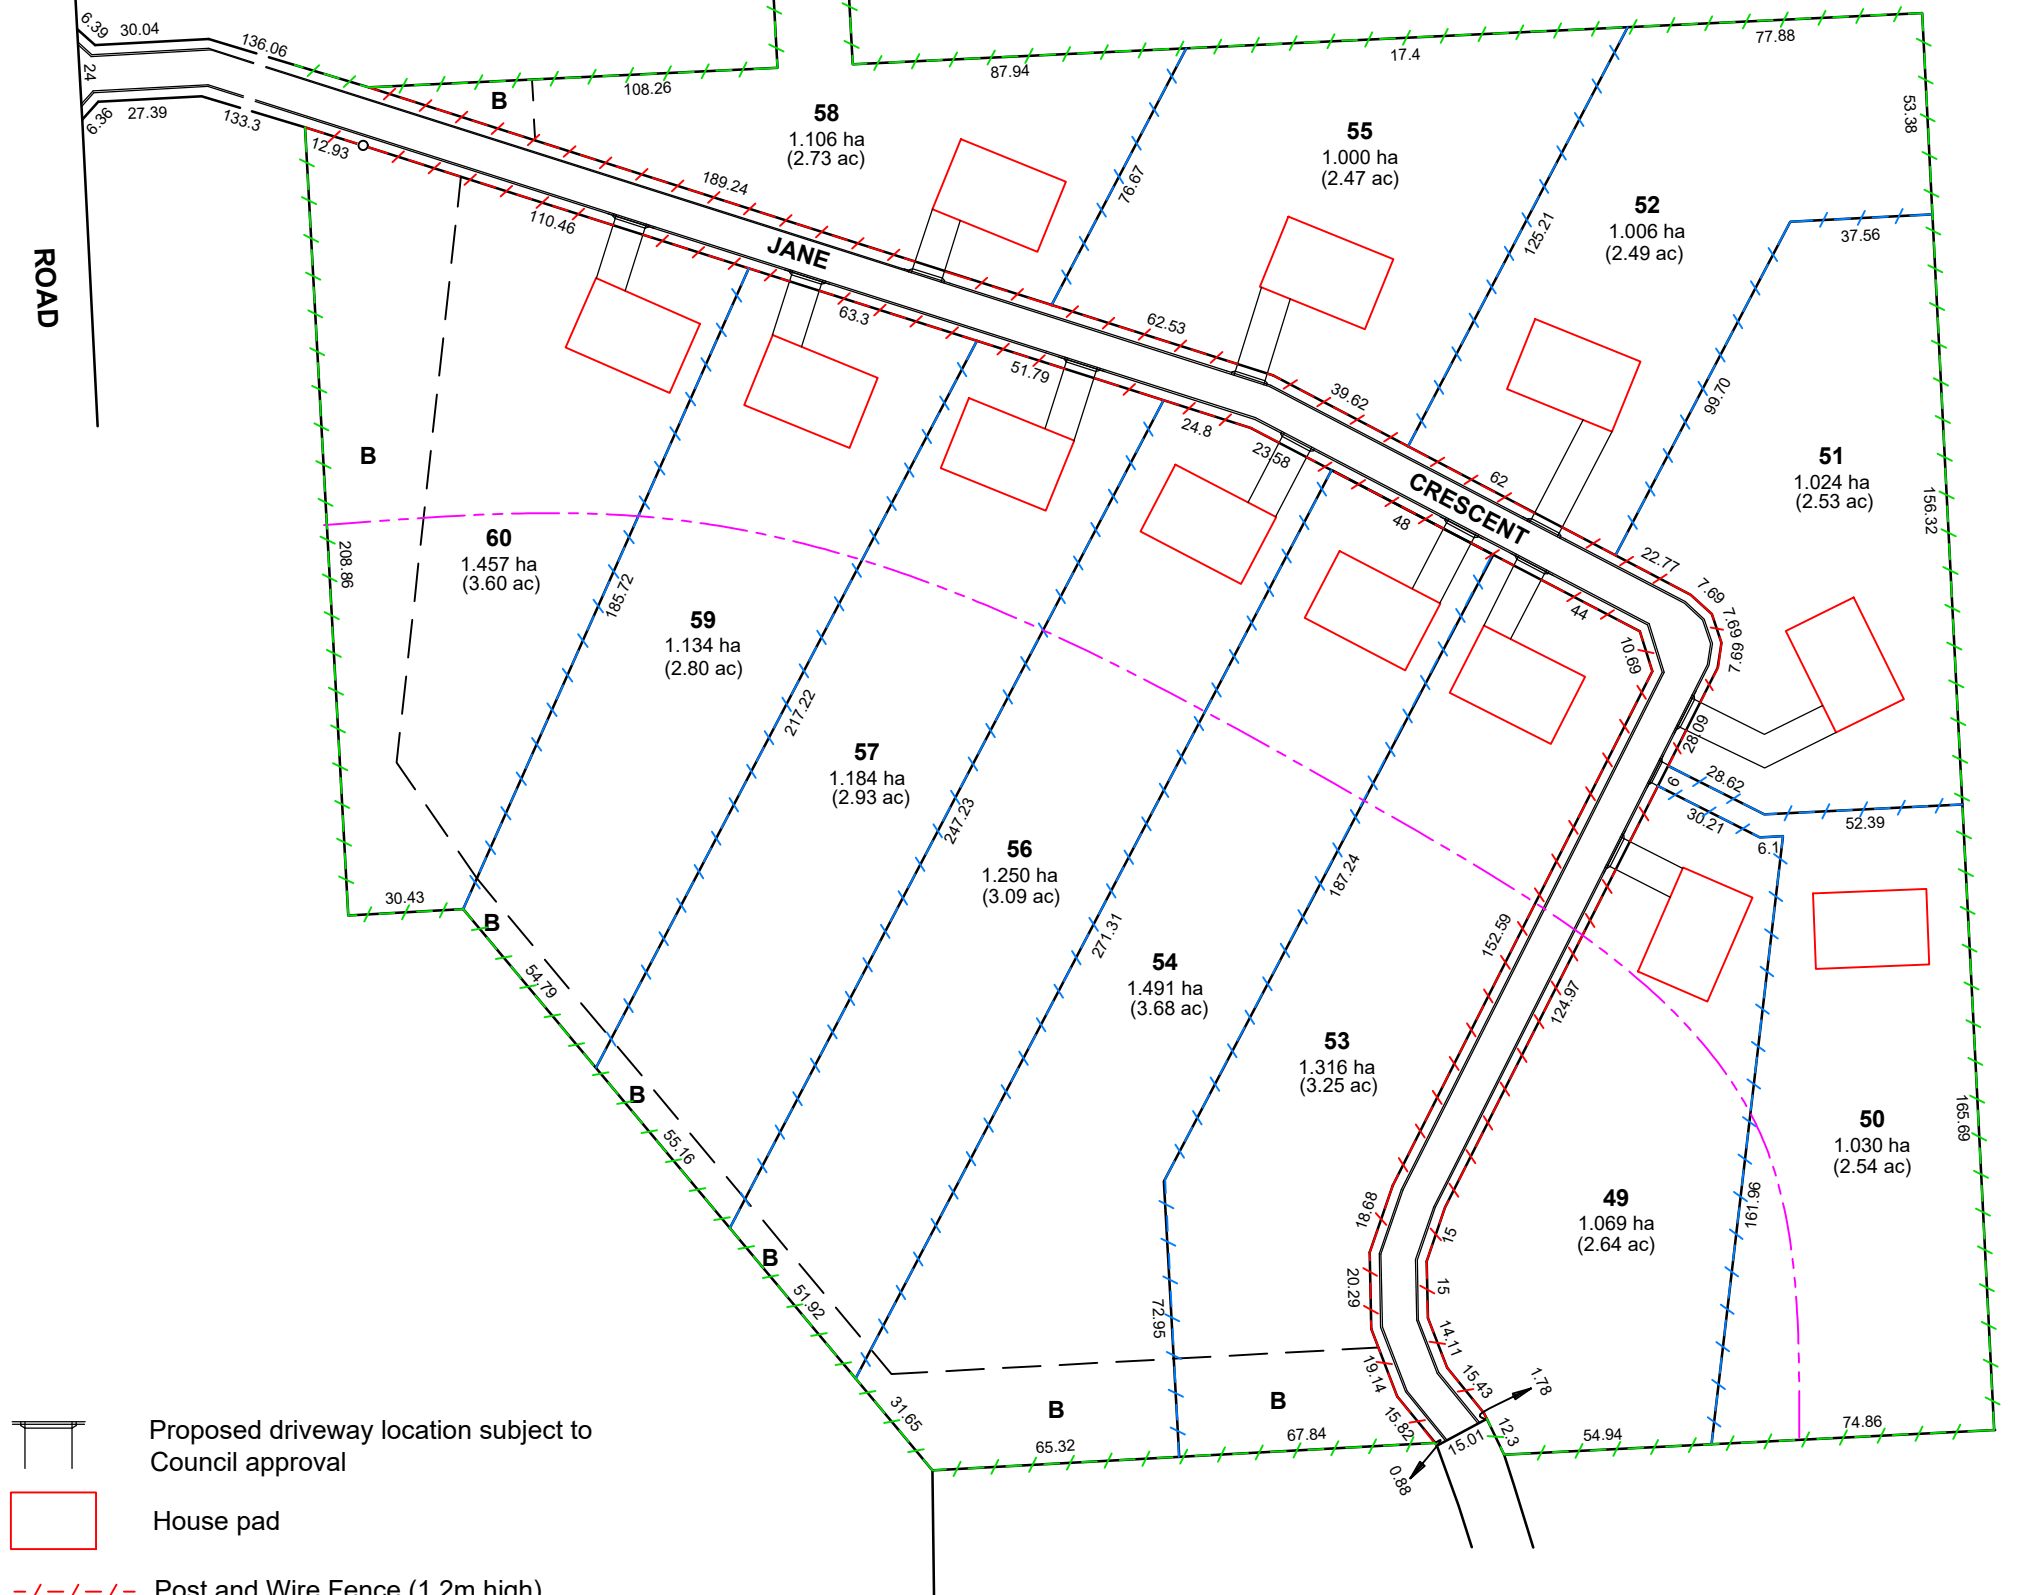 6.39
30.04
136.06
24
6.36
27.39
133.3
12.93
ROAD
B
108.26
87.94
17.4
77.88
53.38
58
1.106 ha
(2.73 ac)
55
1.000 ha
(2.47 ac)
52
1.006 ha
(2.49 ac)
51
1.024 ha
(2.53 ac)
76.67
125.21
37.56
99.70
156.32
189.24
110.46
JANE
63.3
62.53
51.79
39.62
24.8
23.58
62
CRESCENT
48
22.77
7.69
7.69
7.69
44
10.69
28.09
B
208.86
60
1.457 ha
(3.60 ac)
185.72
59
1.134 ha
(2.80 ac)
217.22
57
1.184 ha
(2.93 ac)
247.23
56
1.250 ha
(3.09 ac)
271.31
54
1.491 ha
(3.68 ac)
187.24
53
1.316 ha
(3.25 ac)
152.59
124.97
6
28.62
30.21
6.1
52.39
165.69
50
1.030 ha
(2.54 ac)
49
1.069 ha
(2.64 ac)
161.96
30.43
B
54.79
B
55.16
B
51.92
31.65
B
65.32
72.95
B
67.84
18.68
20.29
19.14
15.82
15
15
14.11
15.43
1.78
12.3
15.01
0.88
54.94
74.86
Proposed driveway location subject to
Council approval
House pad
Post and Wire Fence (1.2m high)